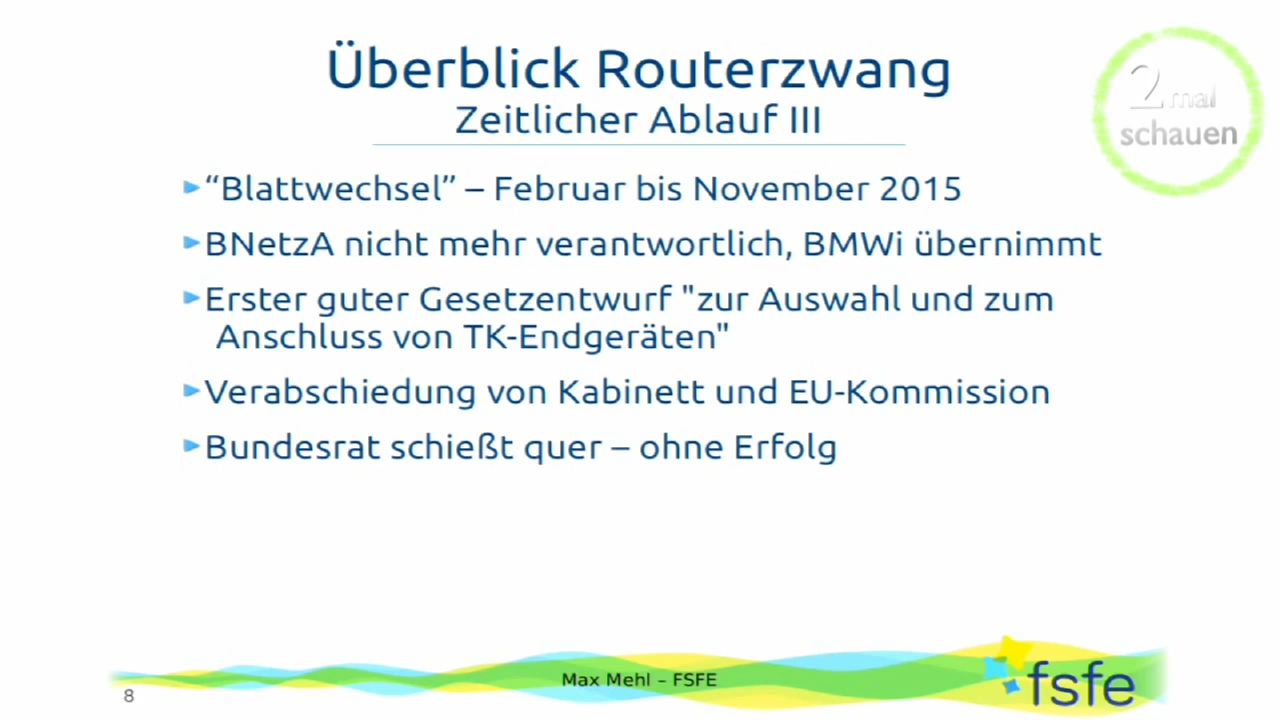 Überblick Routerzwang
Zeitlicher Ablauf III
2 mal
schauen
“Blattwechsel” – Februar bis November 2015
BNetzA nicht mehr verantwortlich, BMWi übernimmt
Erster guter Gesetzentwurf "zur Auswahl und zum
Anschluss von TK-Endgeräten"
Verabschiedung von Kabinett und EU-Kommission
Bundesrat schießt quer – ohne Erfolg
Max Mehl – FSFE
fsfe
8